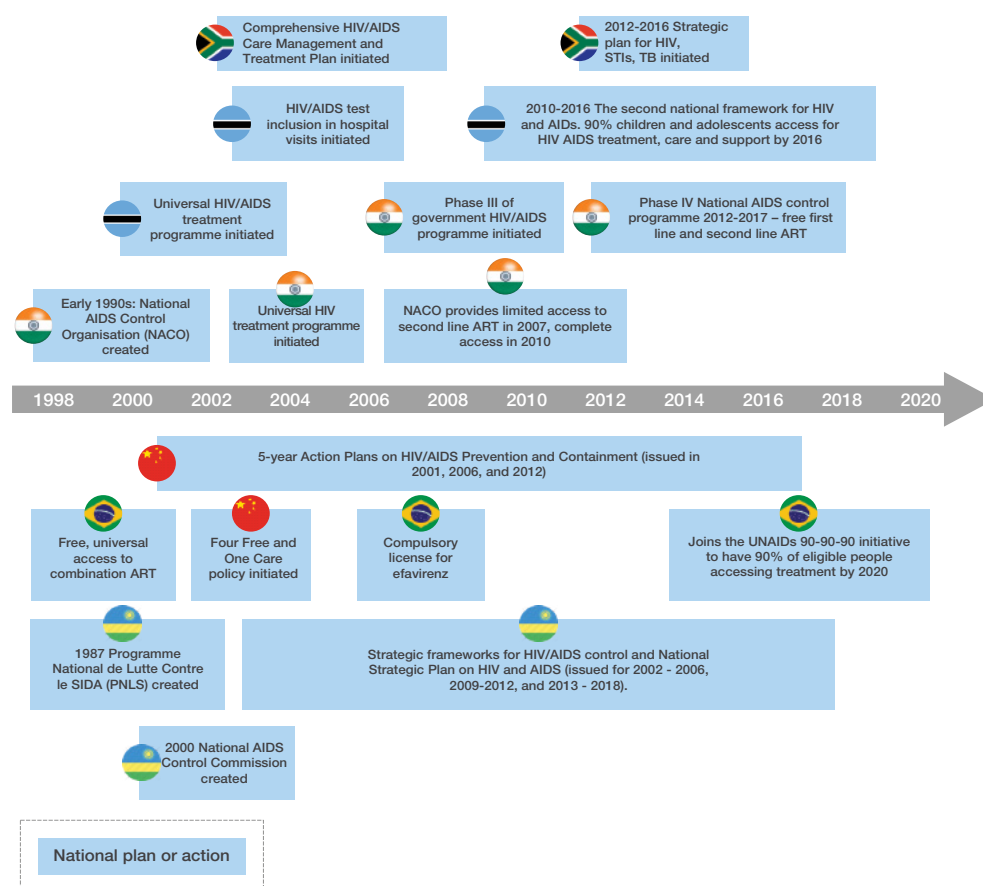 Comprehensive HIV/AIDS
Care Management and
Treatment Plan initiated
2012-2016 Strategic
plan for HIV,
STIs, TB initiated
HIV/AIDS test
inclusion in hospital
visits initiated
2010-2016 The second national framework for HIV
and AIDs. 90% children and adolescents access for
HIV AIDS treatment, care and support by 2016
Universal HIV/AIDS
treatment
programme initiated
Phase III of
government HIV/AIDS
programme initiated
Phase IV National AIDS control
programme 2012-2017 – free first
line and second line ART
Early 1990s: National
AIDS Control
Organisation (NACO)
created
Universal HIV
treatment programme
initiated
NACO provides limited access to
second line ART in 2007, complete
access in 2010
1998 2000 2002 2004 2006 2008 2010 2012 2014 2016 2018 2020
5-year Action Plans on HIV/AIDS Prevention and Containment (issued in
2001, 2006, and 2012)
Free, universal
access to
combination ART
Four Free and
One Care
policy initiated
Compulsory
license for
efavirenz
Joins the UNAIDs 90-90-90 initiative
to have 90% of eligible people
accessing treatment by 2020
1987 Programme
National de Lutte Contre
le SIDA (PNLS) created
Strategic frameworks for HIV/AIDS control and National
Strategic Plan on HIV and AIDS (issued for 2002 - 2006,
2009-2012, and 2013 - 2018).
2000 National AIDS
Control Commission
created
National plan or action